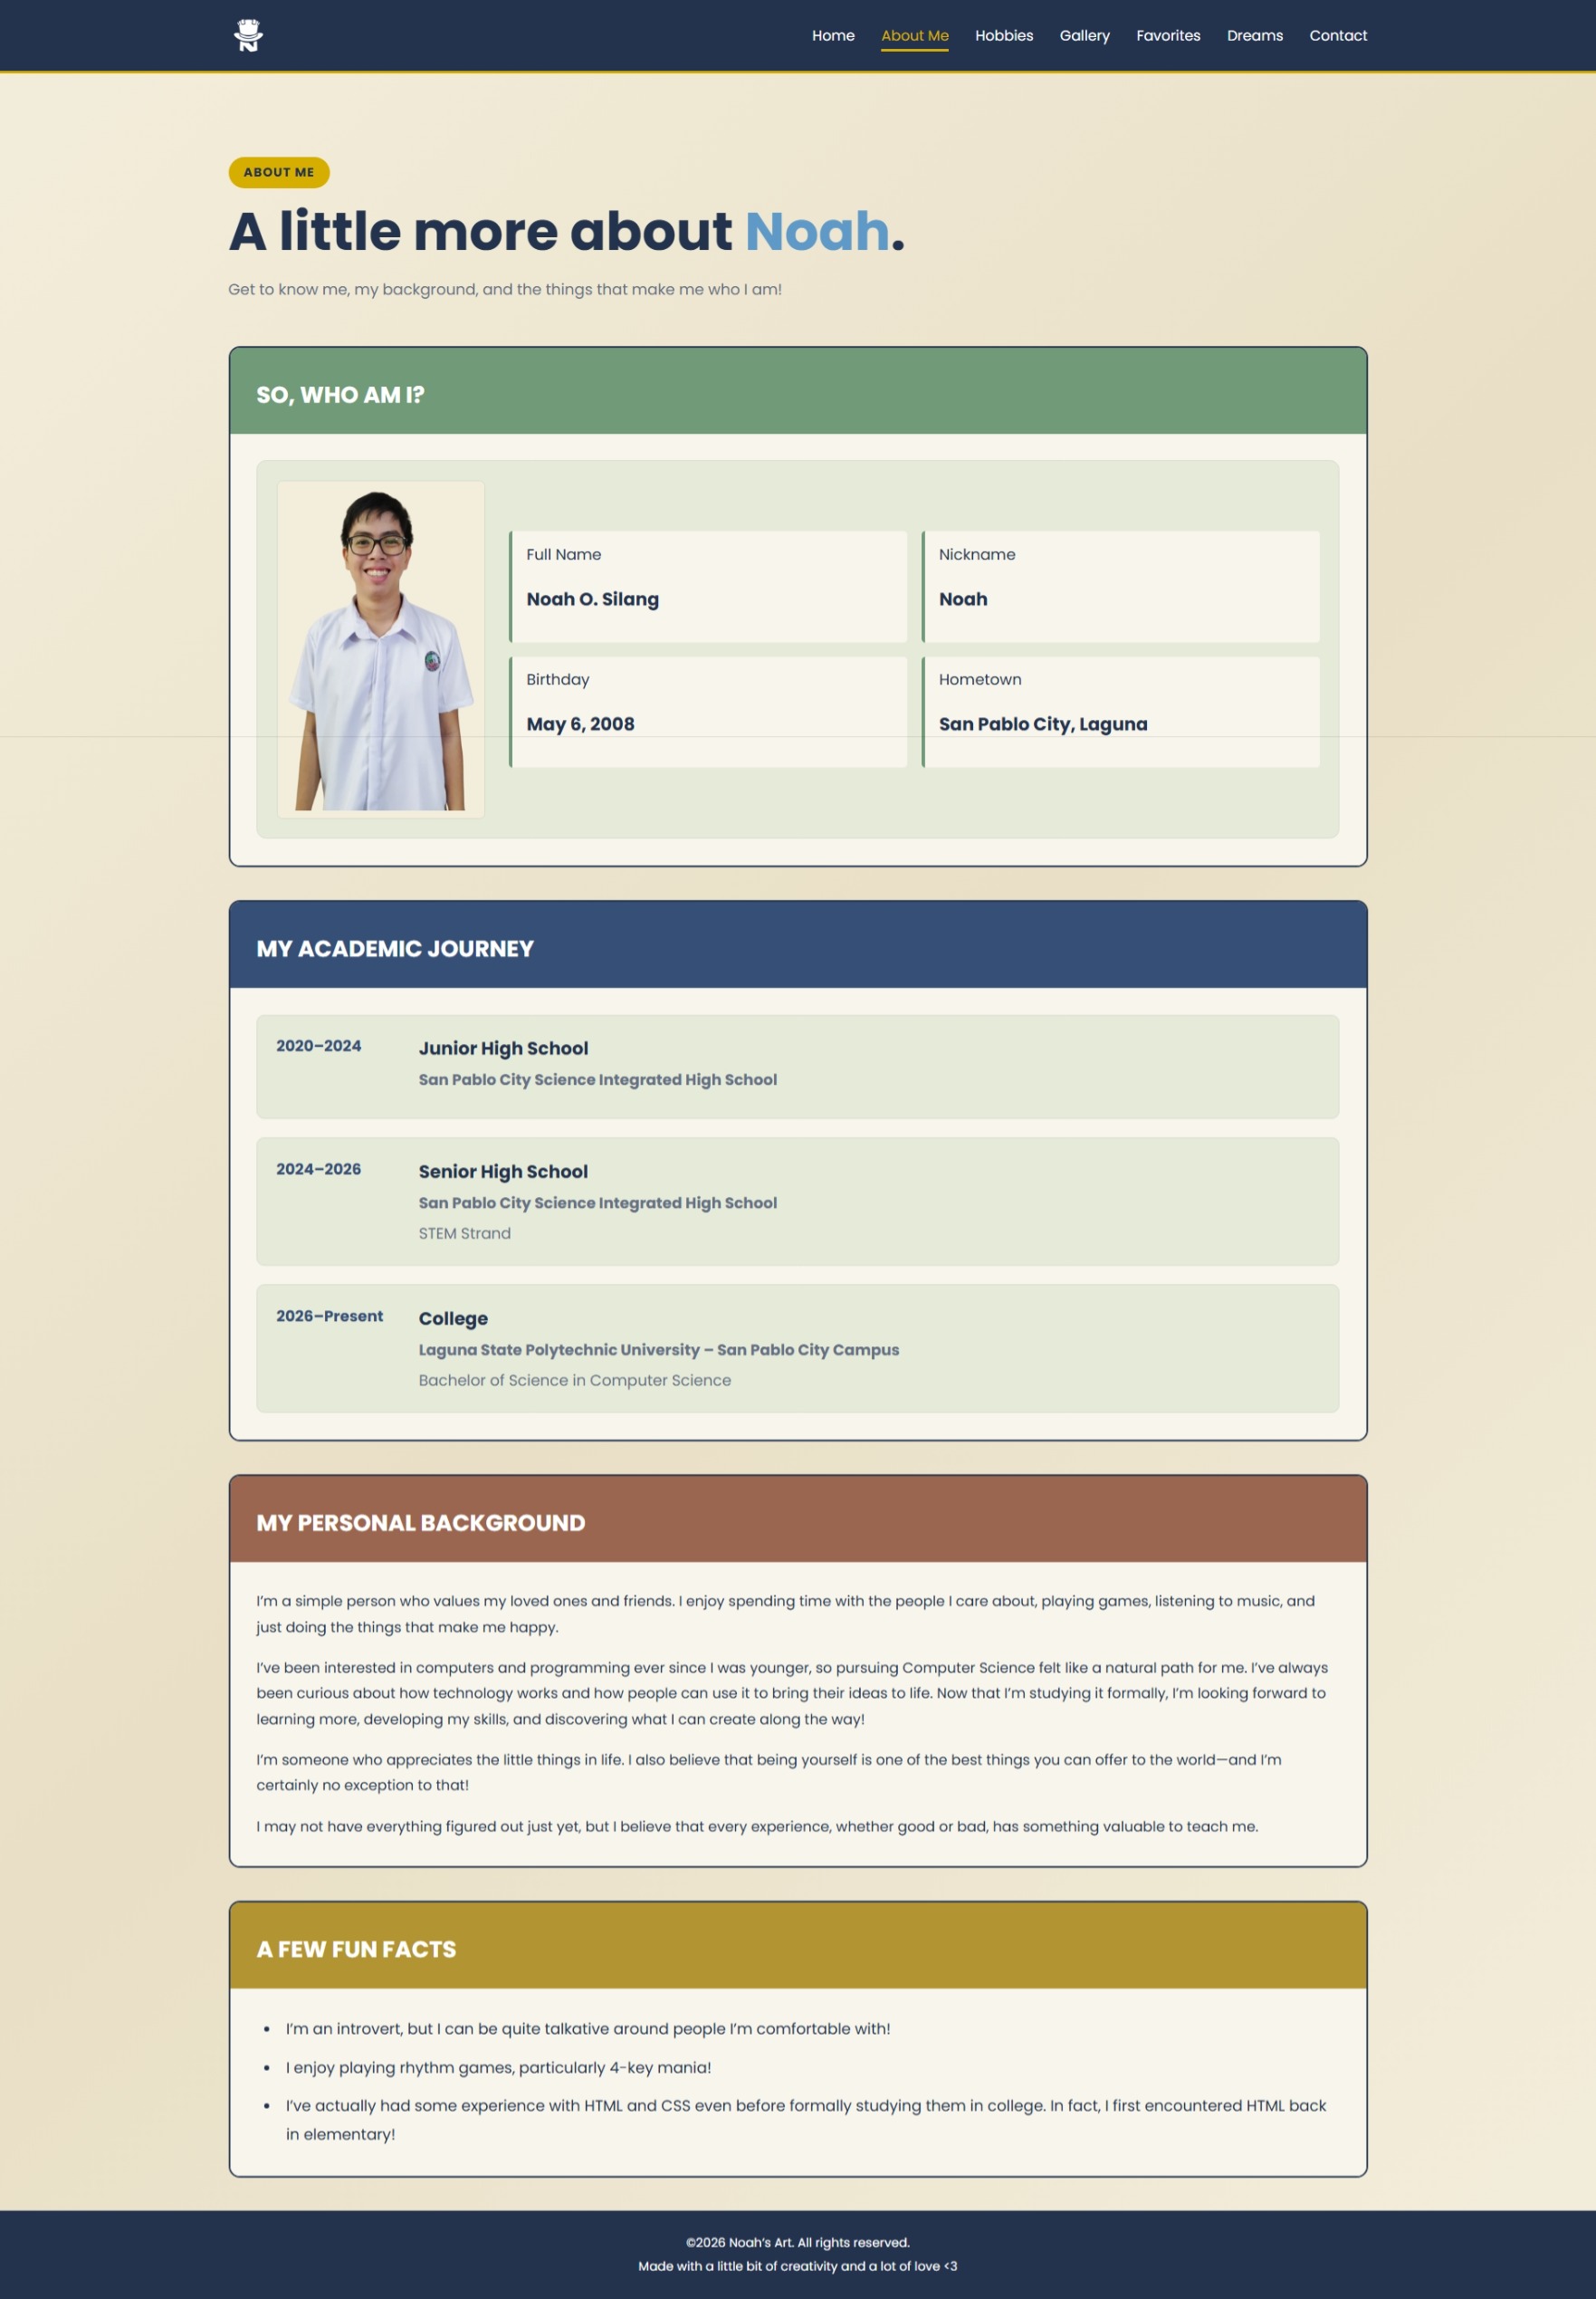 N
Home About Me Hobbies Gallery Favorites Dreams Contact
ABOUT ME
A little more about Noah.
Get to know me, my background, and the things that make me who I am!
SO, WHO AM I?
Full Name
Noah O. Silang
Nickname
Noah
Birthday
May 6, 2008
Hometown
San Pablo City, Laguna
MY ACADEMIC JOURNEY
2020–2024
Junior High School
San Pablo City Science Integrated High School
2024–2026
Senior High School
San Pablo City Science Integrated High School
STEM Strand
2026–Present
College
Laguna State Polytechnic University – San Pablo City Campus
Bachelor of Science in Computer Science
MY PERSONAL BACKGROUND
I’m a simple person who values my loved ones and friends. I enjoy spending time with the people I care about, playing games, listening to music, and
just doing the things that make me happy.
I’ve been interested in computers and programming ever since I was younger, so pursuing Computer Science felt like a natural path for me. I’ve always
been curious about how technology works and how people can use it to bring their ideas to life. Now that I’m studying it formally, I’m looking forward to
learning more, developing my skills, and discovering what I can create along the way!
I’m someone who appreciates the little things in life. I also believe that being yourself is one of the best things you can offer to the world—and I’m
certainly no exception to that!
I may not have everything figured out just yet, but I believe that every experience, whether good or bad, has something valuable to teach me.
A FEW FUN FACTS
• I’m an introvert, but I can be quite talkative around people I’m comfortable with!
• I enjoy playing rhythm games, particularly 4-key mania!
• I’ve actually had some experience with HTML and CSS even before formally studying them in college. In fact, I first encountered HTML back
in elementary!
©2026 Noah’s Art. All rights reserved.
Made with a little bit of creativity and a lot of love <3